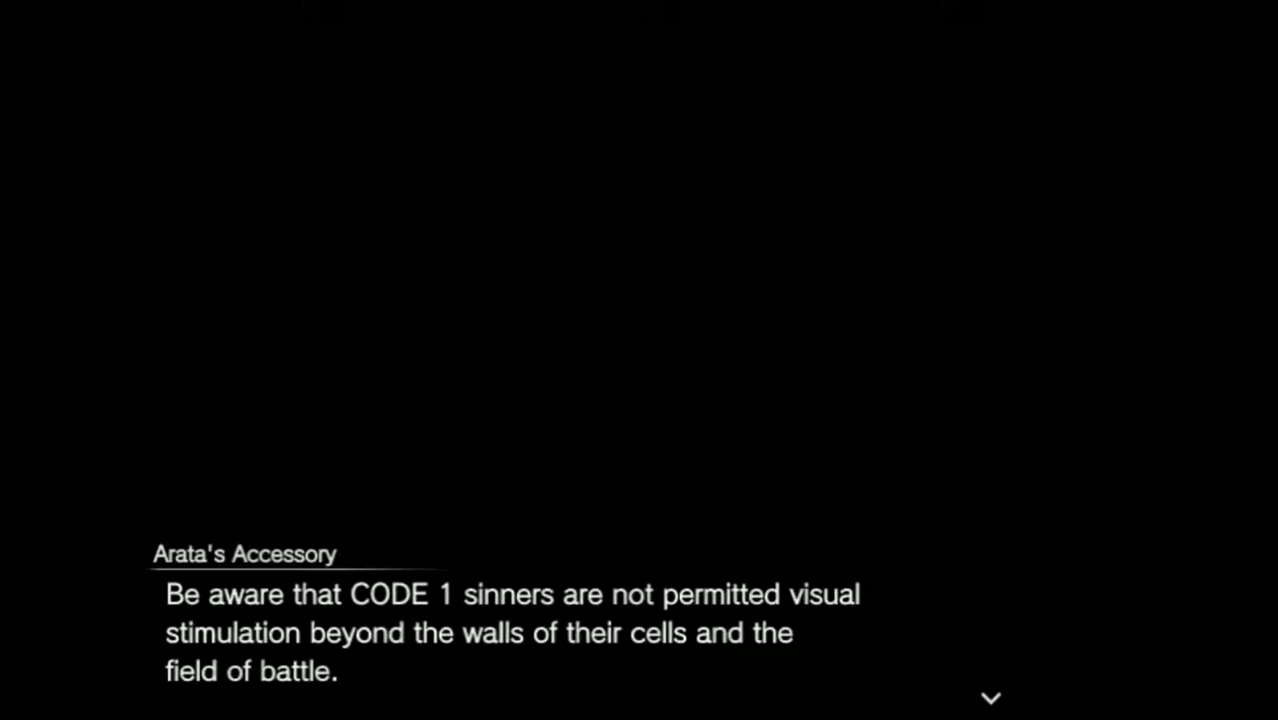 Arata's Accessory
Be aware that CODE 1 sinners are not permitted visual
stimulation beyond the walls of their cells and the
field of battle.